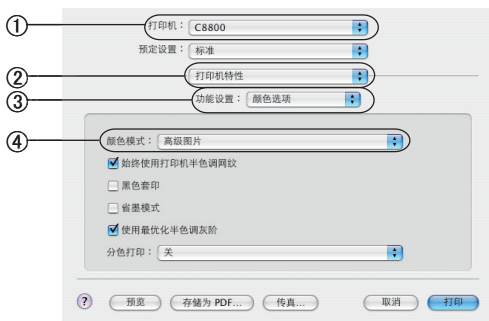 ① 打印机： C8800
预定设置： 标准
② 打印机特性
③ 功能设置： 颜色选项
④ 颜色模式： 高级图片
始终使用打印机半色调网纹
黑色套印
省墨模式
使用最优化半色调灰阶
分色打印： 关
? 预览 存储为 PDF... 传真... 取消 打印